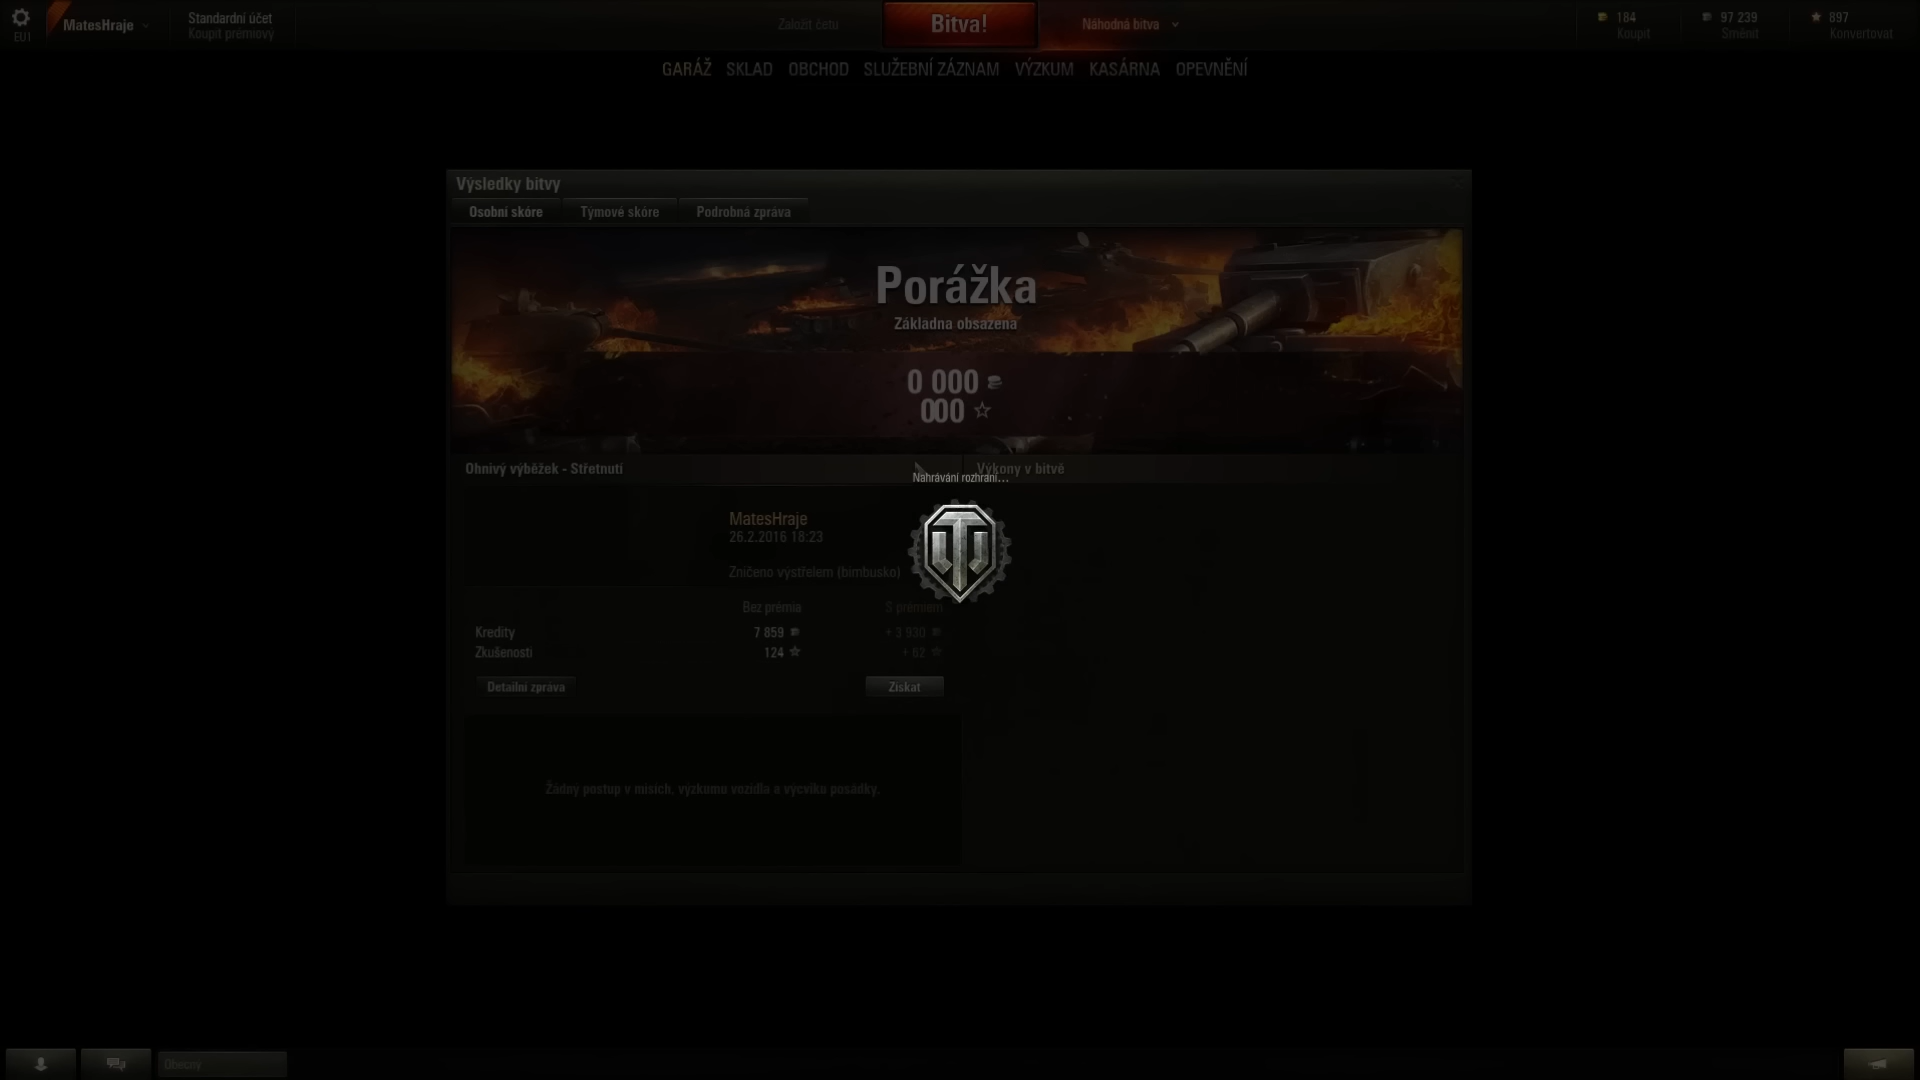 EU1
MatesHraje
Standardní účet
Koupit prémiový
Založit četu
Bitva!
Náhodná bitva
184
Koupit
97 239
Směnit
897
Konvertovat
GARÁŽ SKLAD OBCHOD SLUŽEBNÍ ZÁZNAM VÝZKUM KASÁRNA OPEVNĚNÍ
Výsledky bitvy
Osobní skóre
Týmové skóre
Podrobná zpráva
Porážka
Základna obsazena
0 000
000
Ohnivý výběžek - Střetnutí
Výkony v bitvě
Nahrávání rozhraní...
MatesHraje
26.2.2016 18:23
Zničeno výstřelem (bimbusko)
Bez prémia
S prémiem
Kredity
7 859
+ 3 930
Zkušenosti
124
+ 62
Detailní zpráva
Získat
Žádný postup v misích, výzkumu vozidla a výcviku posádky.
Obecný